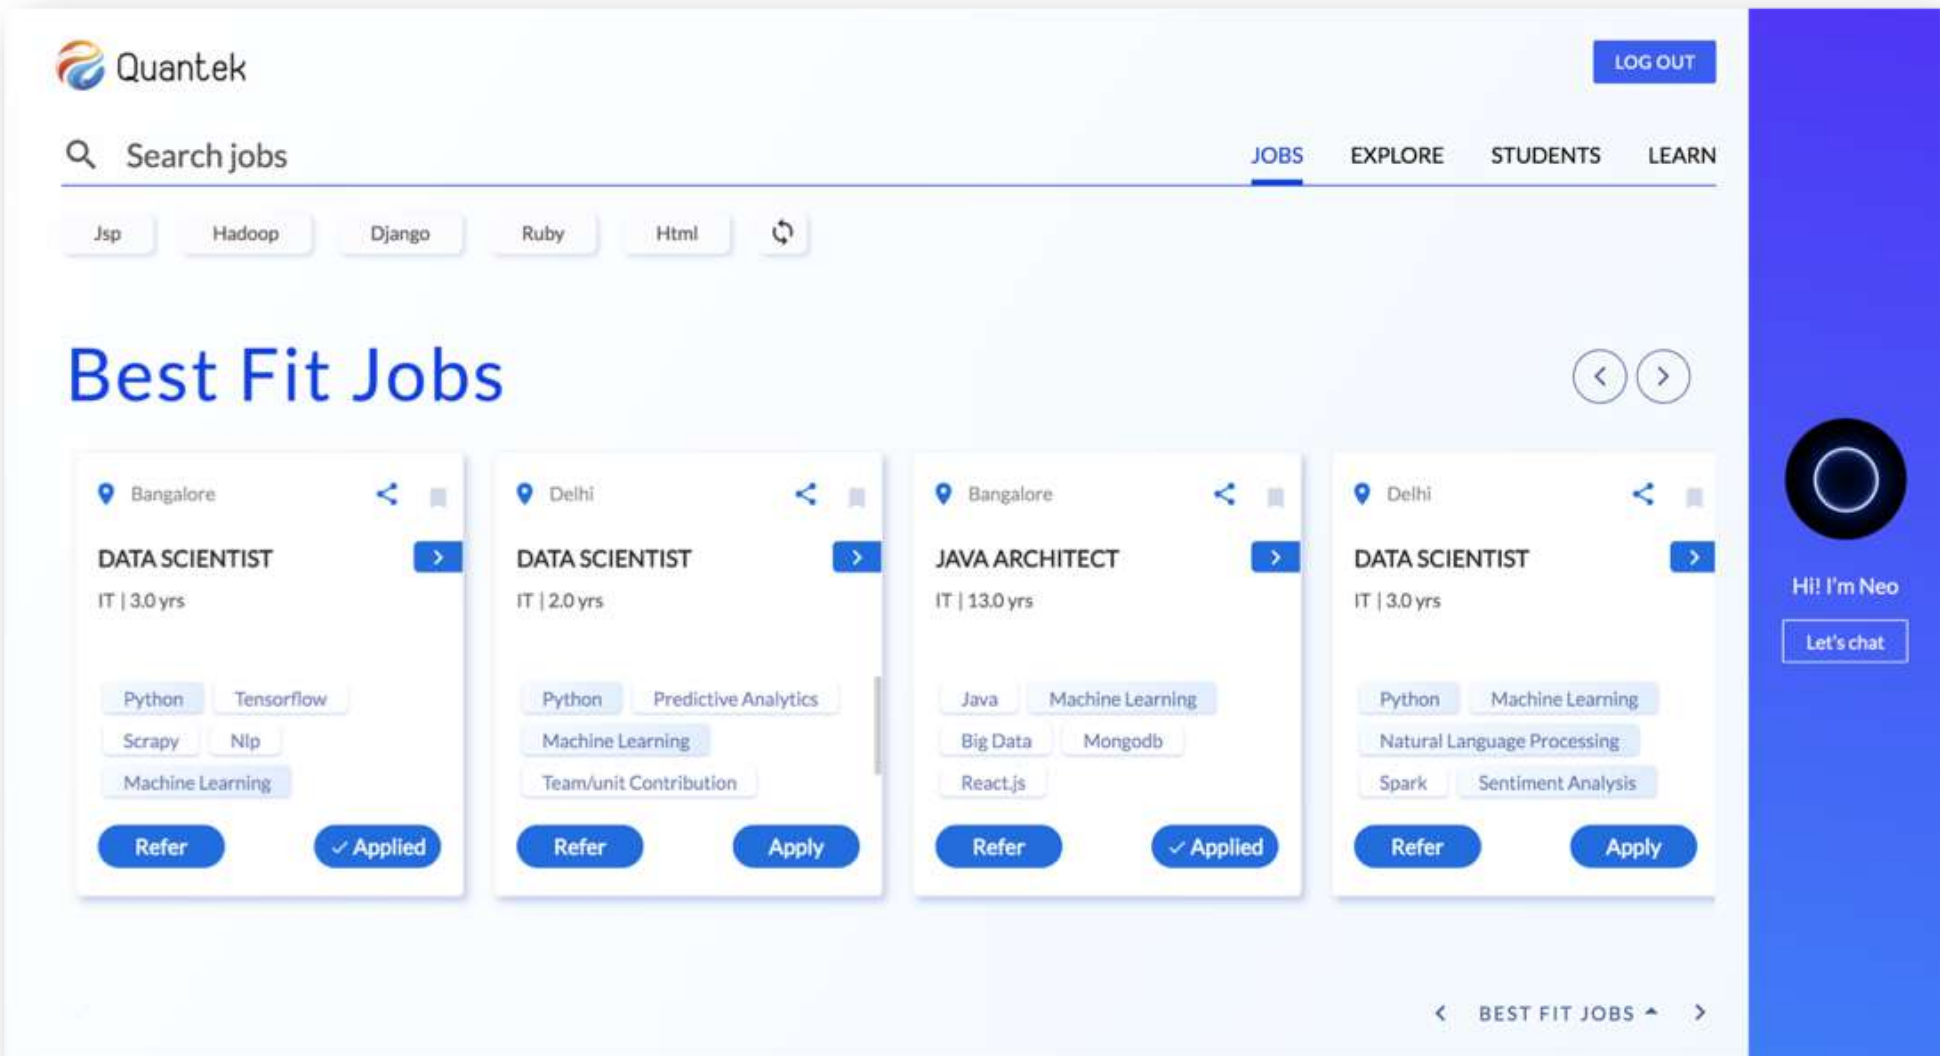 Quantek
LOG OUT
Search jobs
JOBS EXPLORE STUDENTS LEARN
Jsp Hadoop Django Ruby Html
Best Fit Jobs
Bangalore
DATA SCIENTIST
IT | 3.0 yrs
Python Tensorflow
Scrapy Nlp
Machine Learning
Refer Applied
Delhi
DATA SCIENTIST
IT | 2.0 yrs
Python Predictive Analytics
Machine Learning
Team/unit Contribution
Refer Apply
Bangalore
JAVA ARCHITECT
IT | 13.0 yrs
Java Machine Learning
Big Data Mongodb
React.js
Refer Applied
Delhi
DATA SCIENTIST
IT | 3.0 yrs
Python Machine Learning
Natural Language Processing
Spark Sentiment Analysis
Refer Apply
Hi! I'm Neo
Let's chat
BEST FIT JOBS